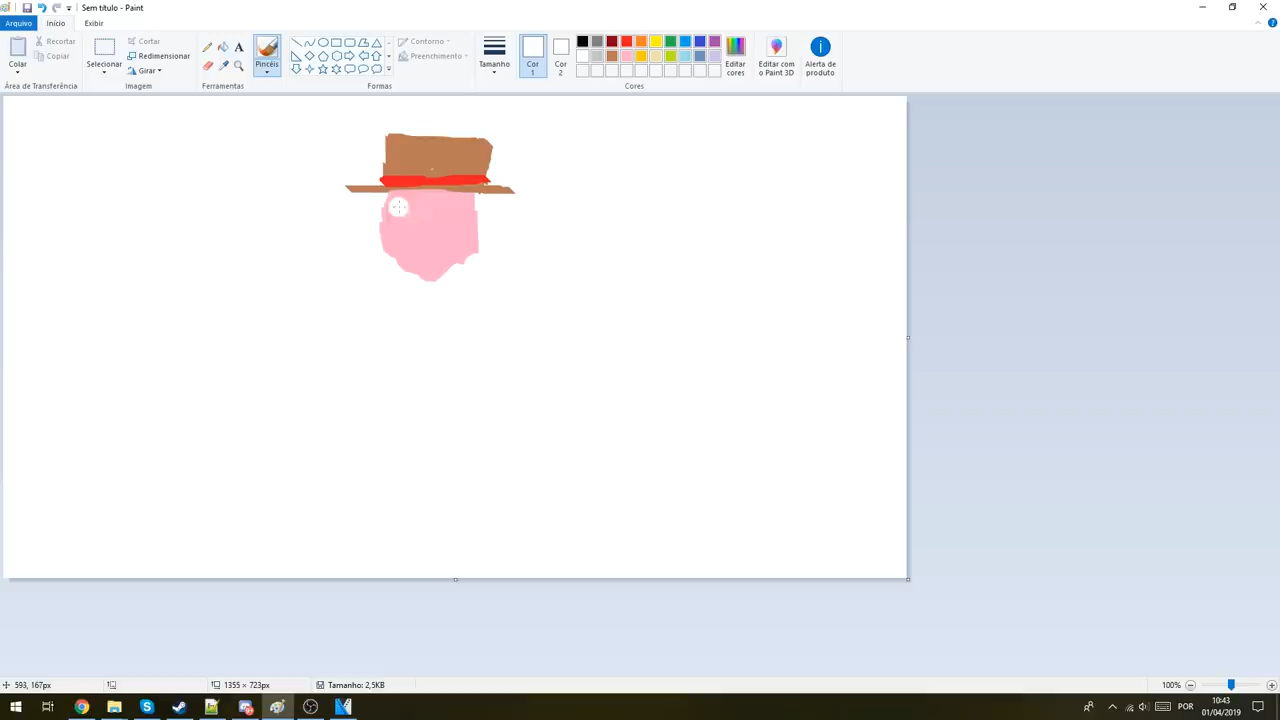 Sem título - Paint
Arquivo Início Exibir
Colar
Recortar
Copiar
Área de Transferência
Selecionar
Cortar
Redimensionar
Girar
Imagem
A
Ferramentas
Pincéis
Contorno
Preenchimento
Formas
Tamanho
Cor
1
Cor
2
Editar
cores
Cores
Editar com
o Paint 3D
Alerta de
produto
593, 167px 1355 × 723px Tamanho: 2,5KB 100%
POR
10:43
01/04/2019